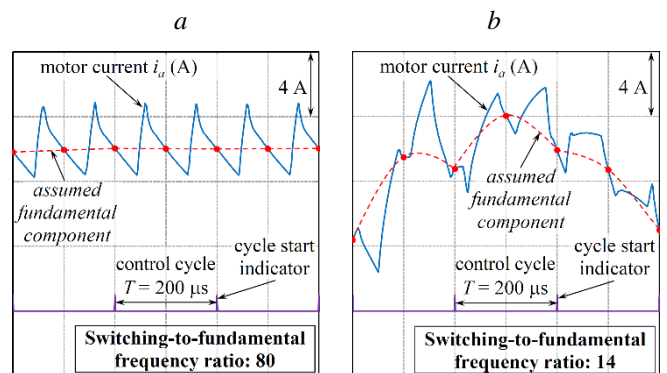 a
motor current iₐ (A)
4 A
assumed
fundamental
component
control cycle
T = 200 μs
cycle start
indicator
Switching-to-fundamental
frequency ratio: 80
b
motor current iₐ (A)
4 A
assumed
fundamental
component
control cycle
T = 200 μs
cycle start
indicator
Switching-to-fundamental
frequency ratio: 14